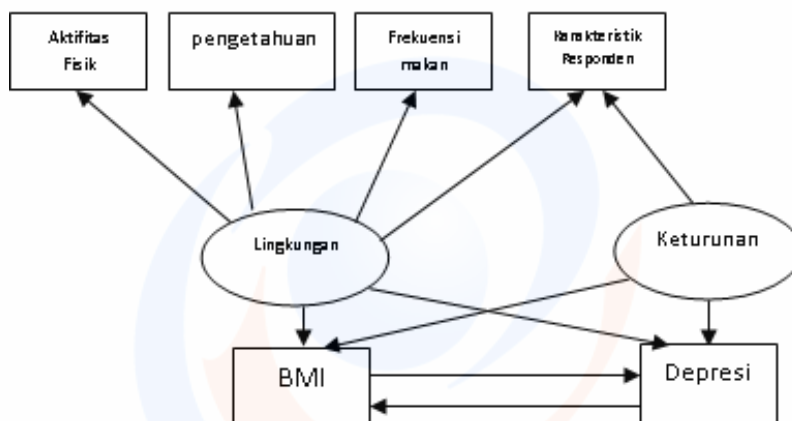 Aktifitas
Fisik
pengetahuan
Frekuensi
makan
Karakteristik
Responden
Lingkungan
Keturunan
BMI
Depresi